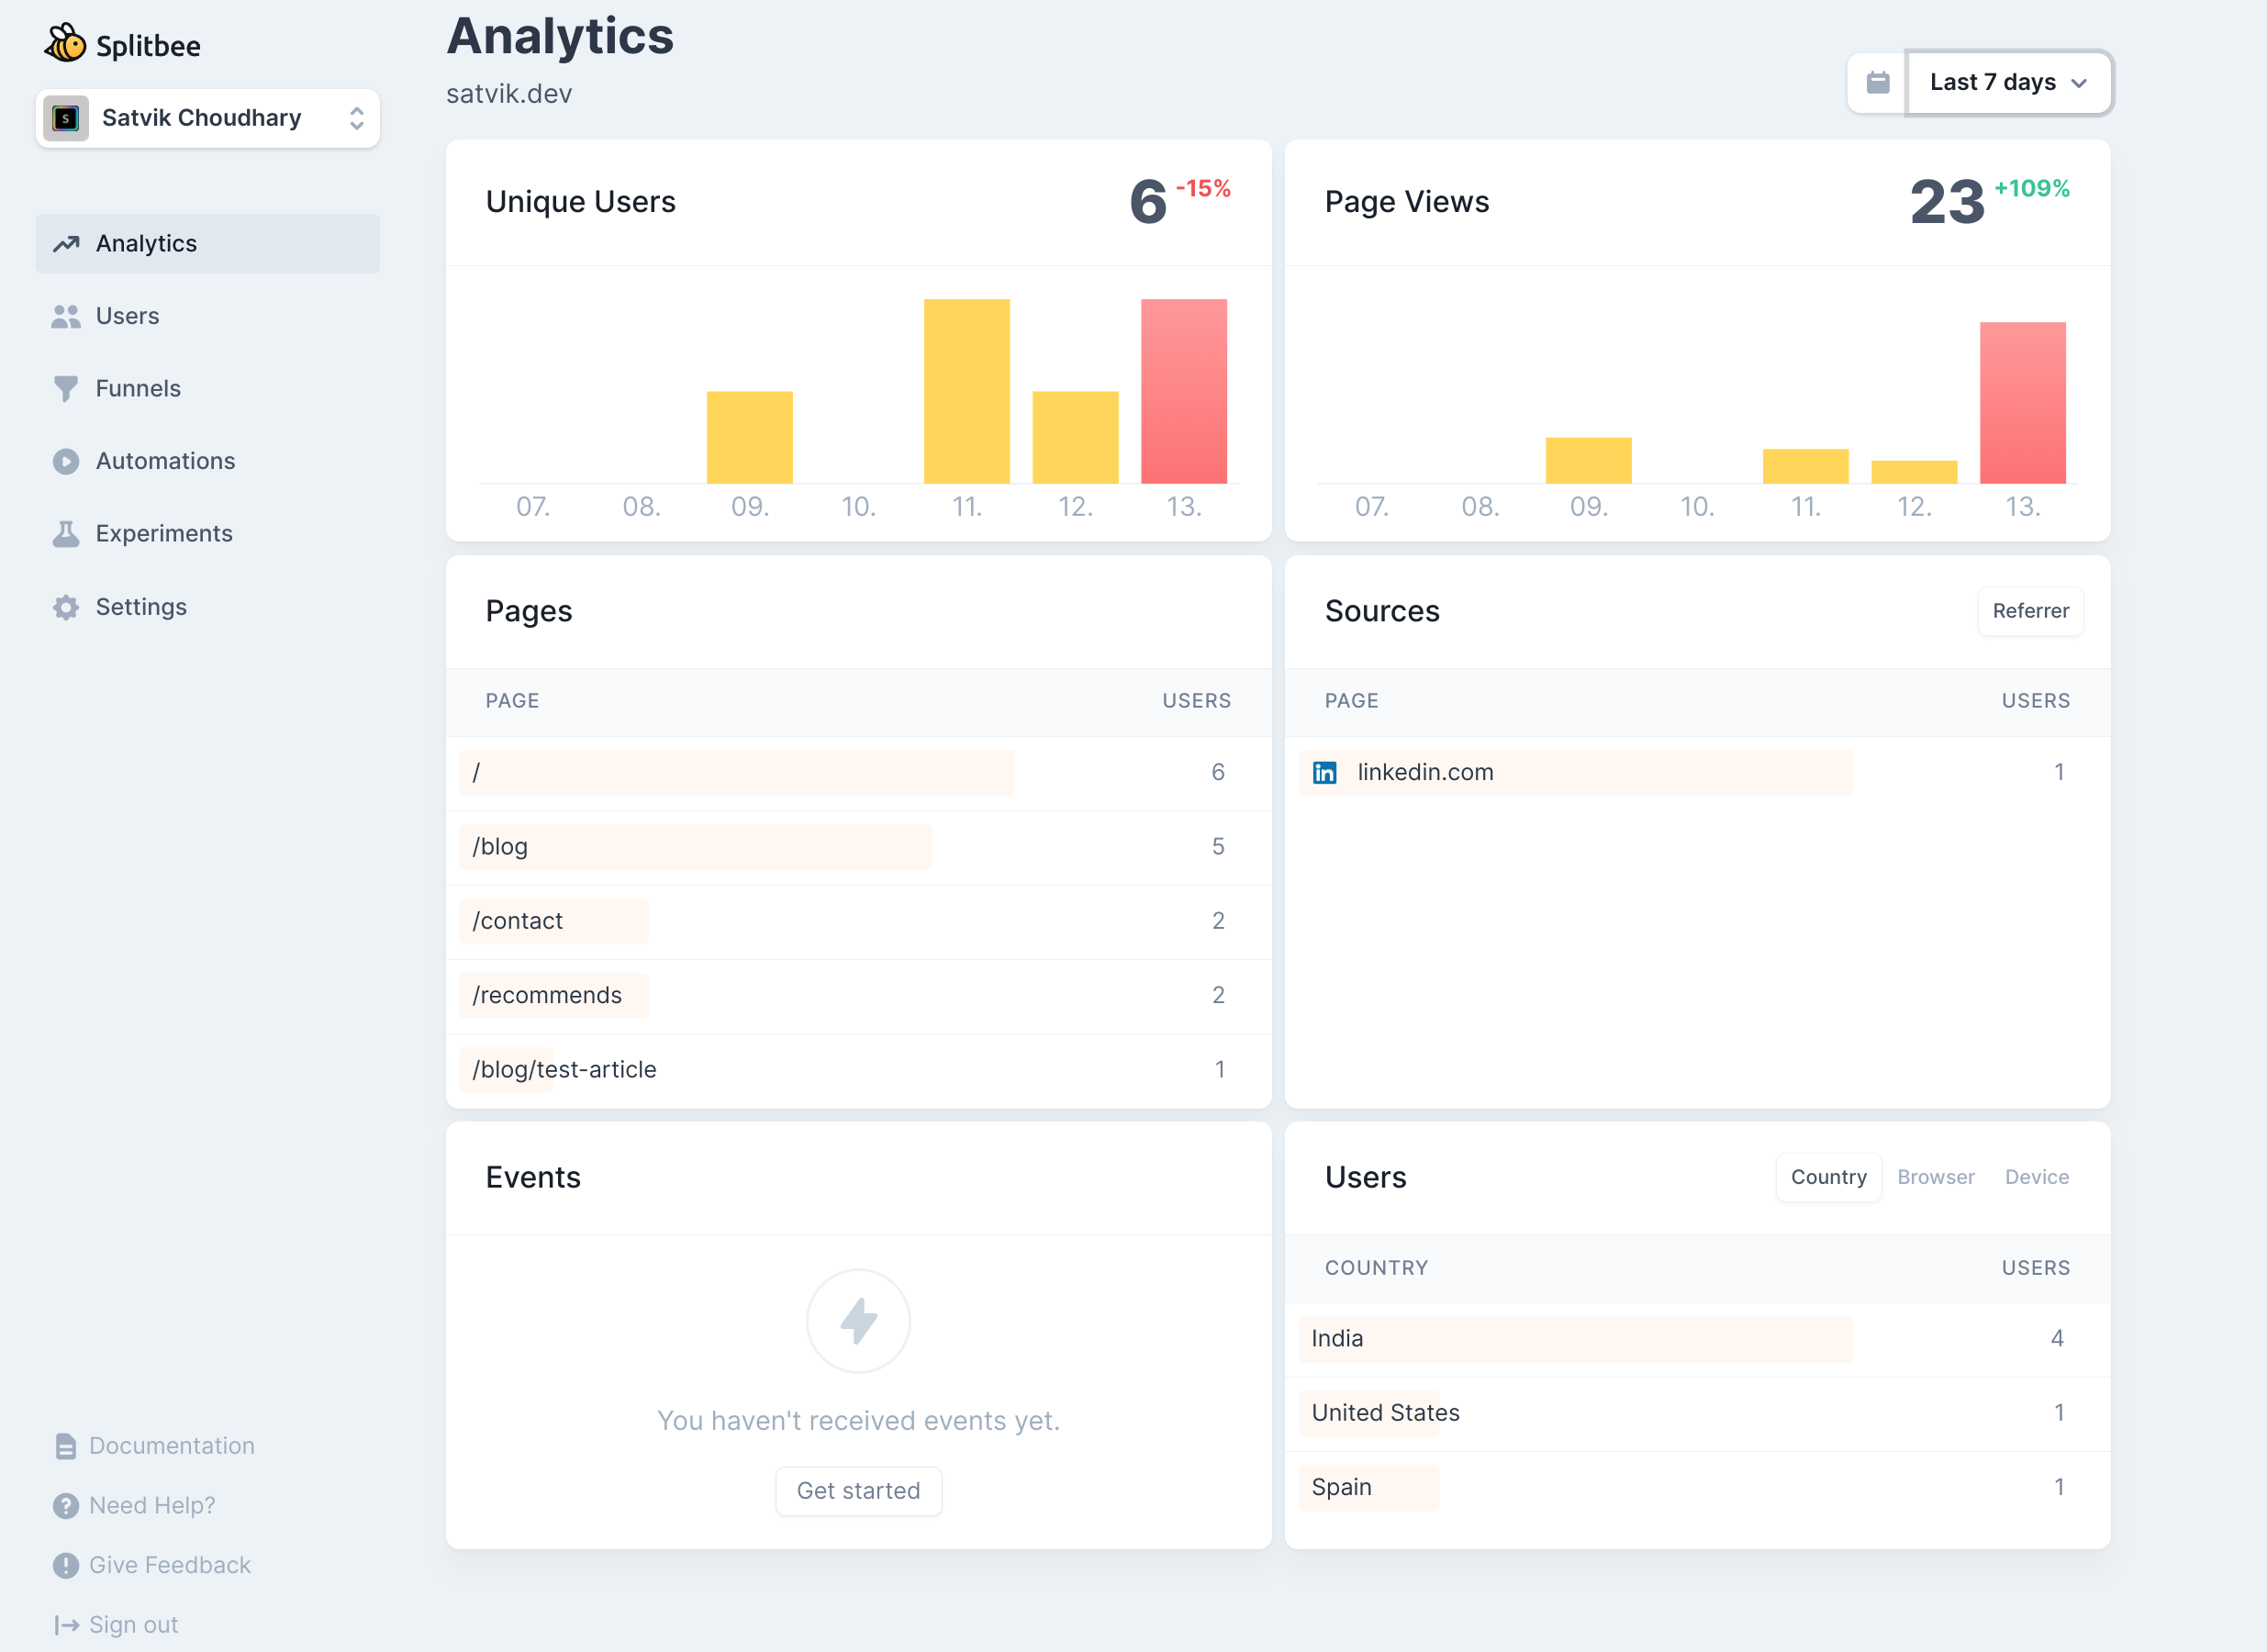 Splitbee
S
Satvik Choudhary
Analytics
Users
Funnels
Automations
Experiments
Settings
Documentation
Need Help?
Give Feedback
Sign out
Analytics
satvik.dev
Last 7 days
Unique Users
6 -15%
07. 08. 09. 10. 11. 12. 13.
Page Views
23 +109%
07. 08. 09. 10. 11. 12. 13.
Pages
PAGE USERS
/ 6
/blog 5
/contact 2
/recommends 2
/blog/test-article 1
Sources
Referrer
PAGE USERS
in linkedin.com 1
Events
You haven't received events yet.
Get started
Users
Country Browser Device
COUNTRY USERS
India 4
United States 1
Spain 1